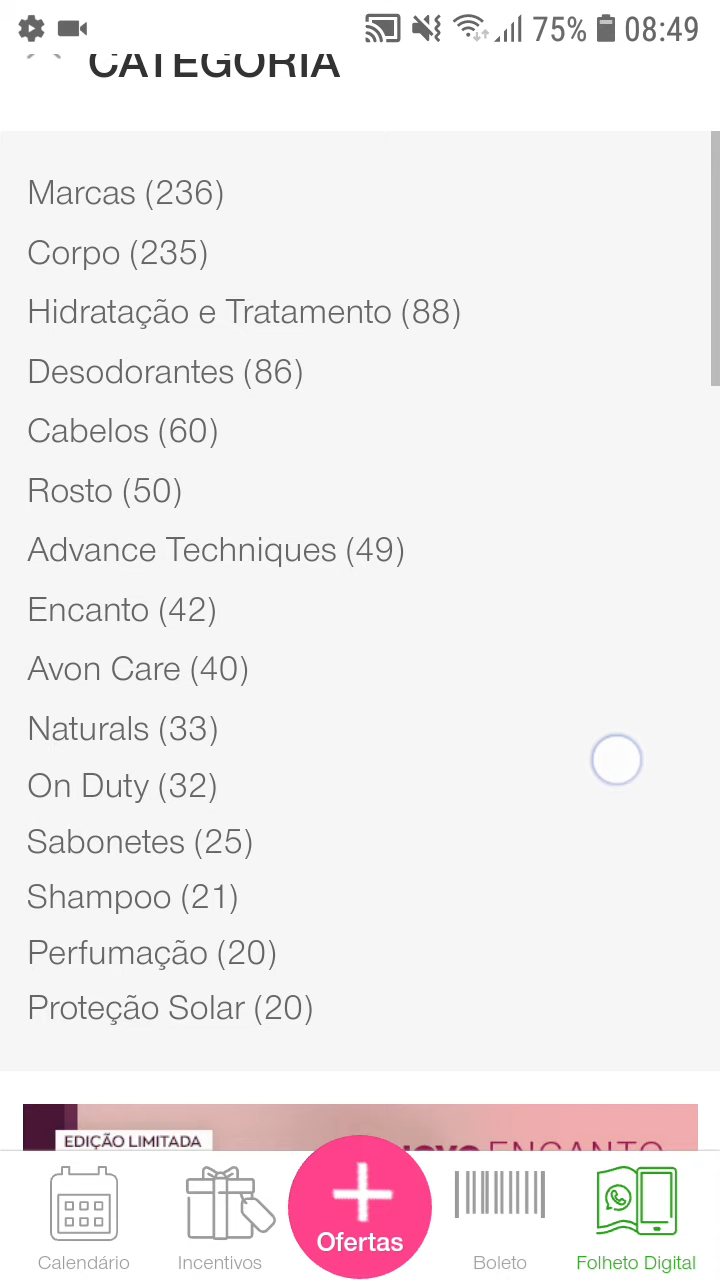 75% 08:49
CATEGORIA
Marcas (236)
Corpo (235)
Hidratação e Tratamento (88)
Desodorantes (86)
Cabelos (60)
Rosto (50)
Advance Techniques (49)
Encanto (42)
Avon Care (40)
Naturals (33)
On Duty (32)
Sabonetes (25)
Shampoo (21)
Perfumação (20)
Proteção Solar (20)
EDIÇÃO LIMITADA
novo ENCANTO
Ofertas
Calendário
Incentivos
Boleto
Folheto Digital